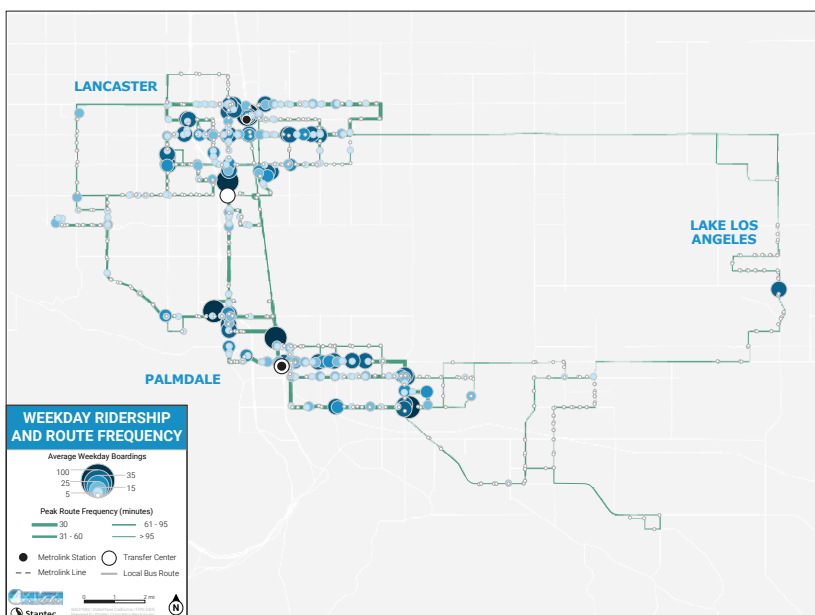 LANCASTER
LAKE LOS
ANGELES
PALMDALE
WEEKDAY RIDERSHIP
AND ROUTE FREQUENCY
Average Weekday Boardings
100
35
25
15
5
Peak Route Frequency (minutes)
30
61 - 95
31 - 60
> 95
Metrolink Station
Transfer Center
Metrolink Line
Local Bus Route
0 1 2 mi
Stantec
N